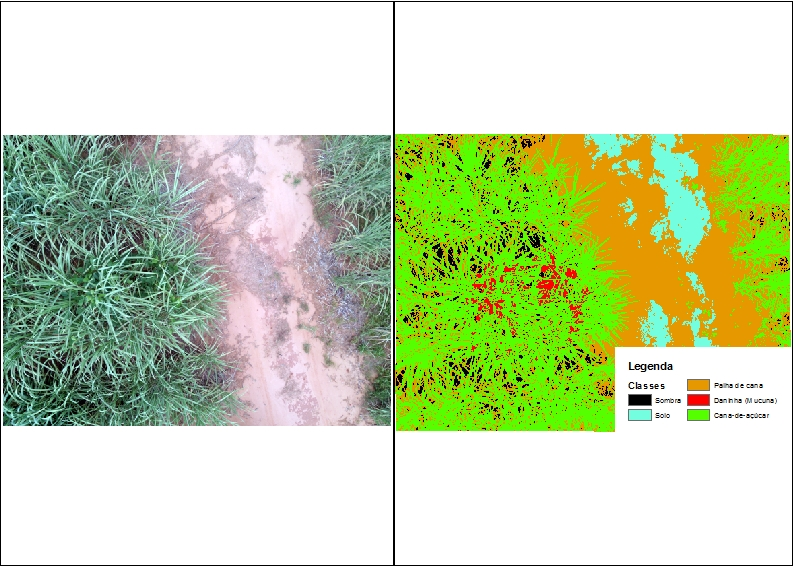 Legenda
Classes
Palha de cana
Sombra
Daninha (Mucuna)
Solo
Cana-de-açúcar